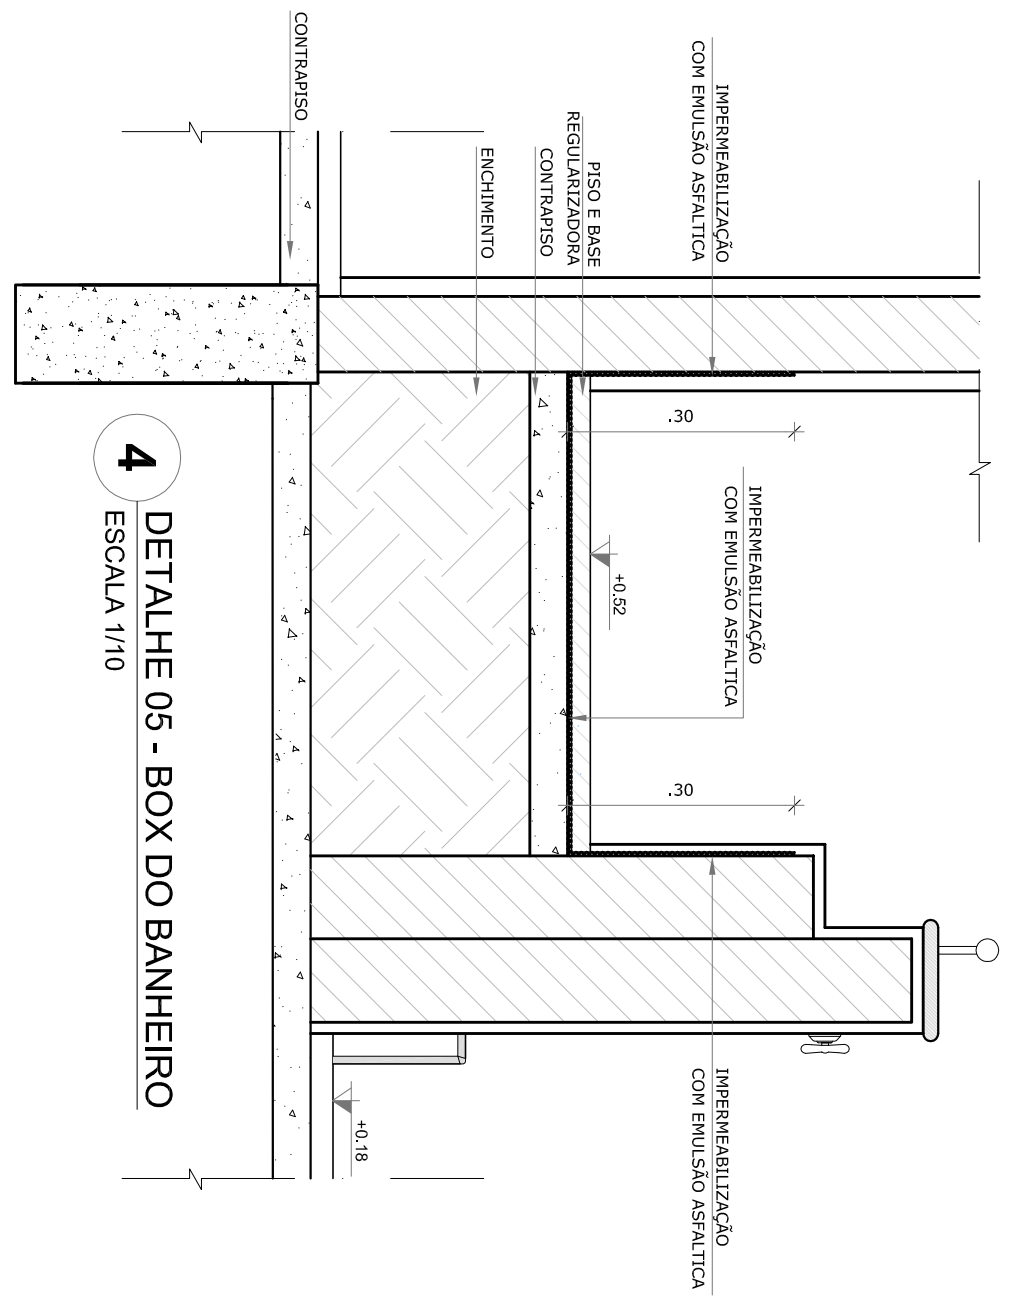 IMPERMEABILIZAÇÃO
COM EMULSÃO ASFALTICA
PISO E BASE
REGULARIZADORA
CONTRAPISO
ENCHIMENTO
CONTRAPISO
.30
IMPERMEABILIZAÇÃO
COM EMULSÃO ASFALTICA
+0.52
.30
IMPERMEABILIZAÇÃO
COM EMULSÃO ASFALTICA
+0.18
4
DETALHE 05 - BOX DO BANHEIRO
ESCALA 1/10